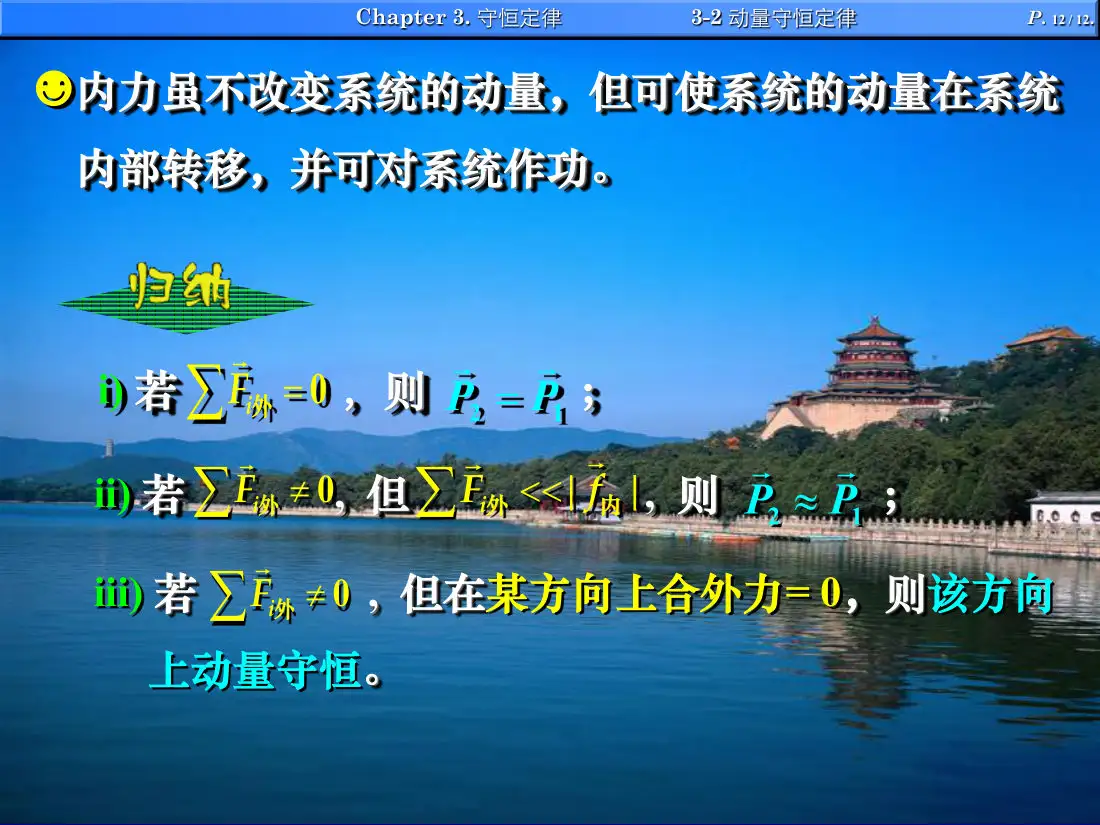 Chapter 3. 守恒定律 3-2 动量守恒定律 P. 12 / 12.
内力虽不改变系统的动量，但可使系统的动量在系统
内部转移，并可对系统作功。
归纳
i) 若 ∑F⃗i外 = 0 ，则 P⃗₂ = P⃗₁ ；
ii) 若 ∑F⃗i外 ≠ 0，但 ∑F⃗i外 << | f⃗内 |，则 P⃗₂ ≈ P⃗₁ ；
iii) 若 ∑F⃗i外 ≠ 0 ，但在某方向上合外力= 0，则该方向
上动量守恒。